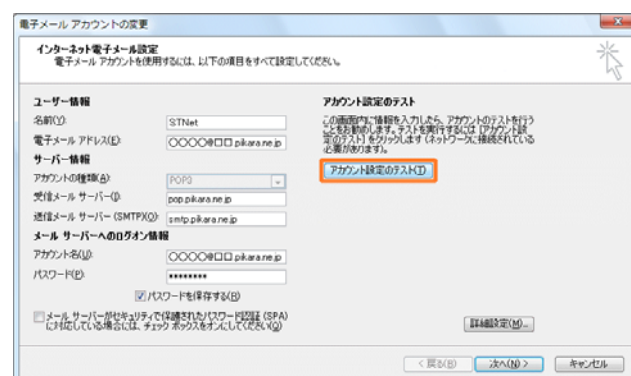 電子メール アカウントの変更
インターネット電子メール設定
電子メール アカウントを使用するには、以下の項目をすべて設定してください。
ユーザー情報
名前(Y):
STNet
電子メール アドレス(E):
〇〇〇〇@□□.pikara.ne.jp
サーバー情報
アカウントの種類(A):
POP3
受信メール サーバー(I):
pop.pikara.ne.jp
送信メール サーバー (SMTP)(O):
smtp.pikara.ne.jp
メール サーバーへのログオン情報
アカウント名(U):
〇〇〇〇@□□.pikara.ne.jp
パスワード(P):
********
パスワードを保存する(R)
メール サーバーがセキュリティで保護されたパスワード認証 (SPA)
に対応している場合には、チェック ボックスをオンにしてください(Q)
アカウント設定のテスト
この画面内に情報を入力したら、アカウントのテストを行う
ことをお勧めします。テストを実行するには [アカウント設
定のテスト] をクリックします (ネットワークに接続されている
必要があります)。
アカウント設定のテスト(T)
詳細設定(M)...
< 戻る(B)
次へ(N) >
キャンセル